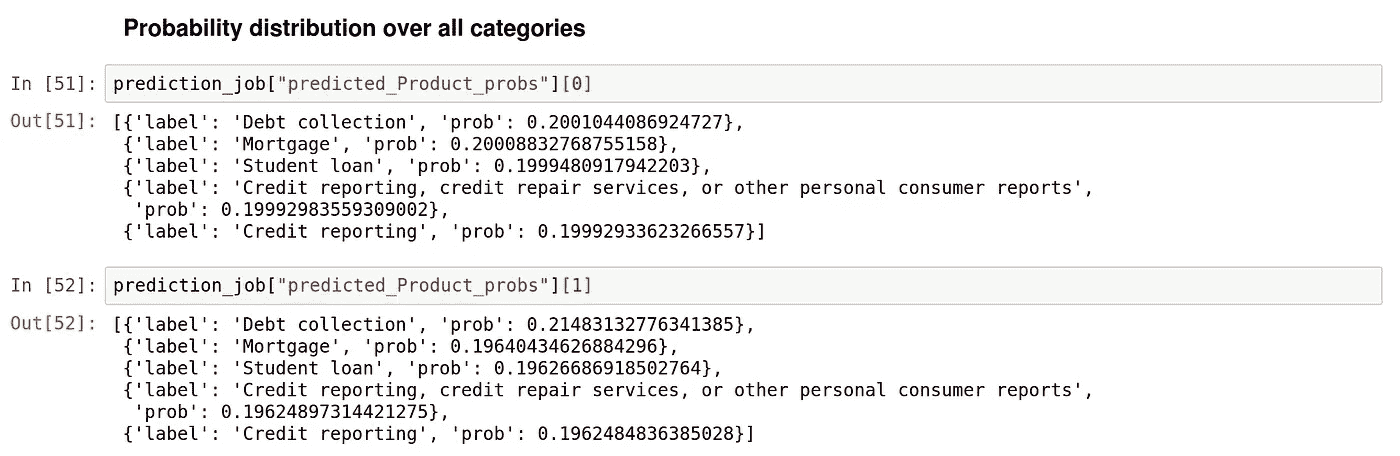 Probability distribution over all categories
In [51]: prediction_job["predicted_Product_probs"][0]
Out[51]: [{'label': 'Debt collection', 'prob': 0.2001044086924727},
{'label': 'Mortgage', 'prob': 0.20008832768755158},
{'label': 'Student loan', 'prob': 0.1999480917942203},
{'label': 'Credit reporting, credit repair services, or other personal consumer reports',
'prob': 0.19992983559309002},
{'label': 'Credit reporting', 'prob': 0.19992933623266557}]
In [52]: prediction_job["predicted_Product_probs"][1]
Out[52]: [{'label': 'Debt collection', 'prob': 0.21483132776341385},
{'label': 'Mortgage', 'prob': 0.19640434626884296},
{'label': 'Student loan', 'prob': 0.19626686918502764},
{'label': 'Credit reporting, credit repair services, or other personal consumer reports',
'prob': 0.19624897314421275},
{'label': 'Credit reporting', 'prob': 0.1962484836385028}]